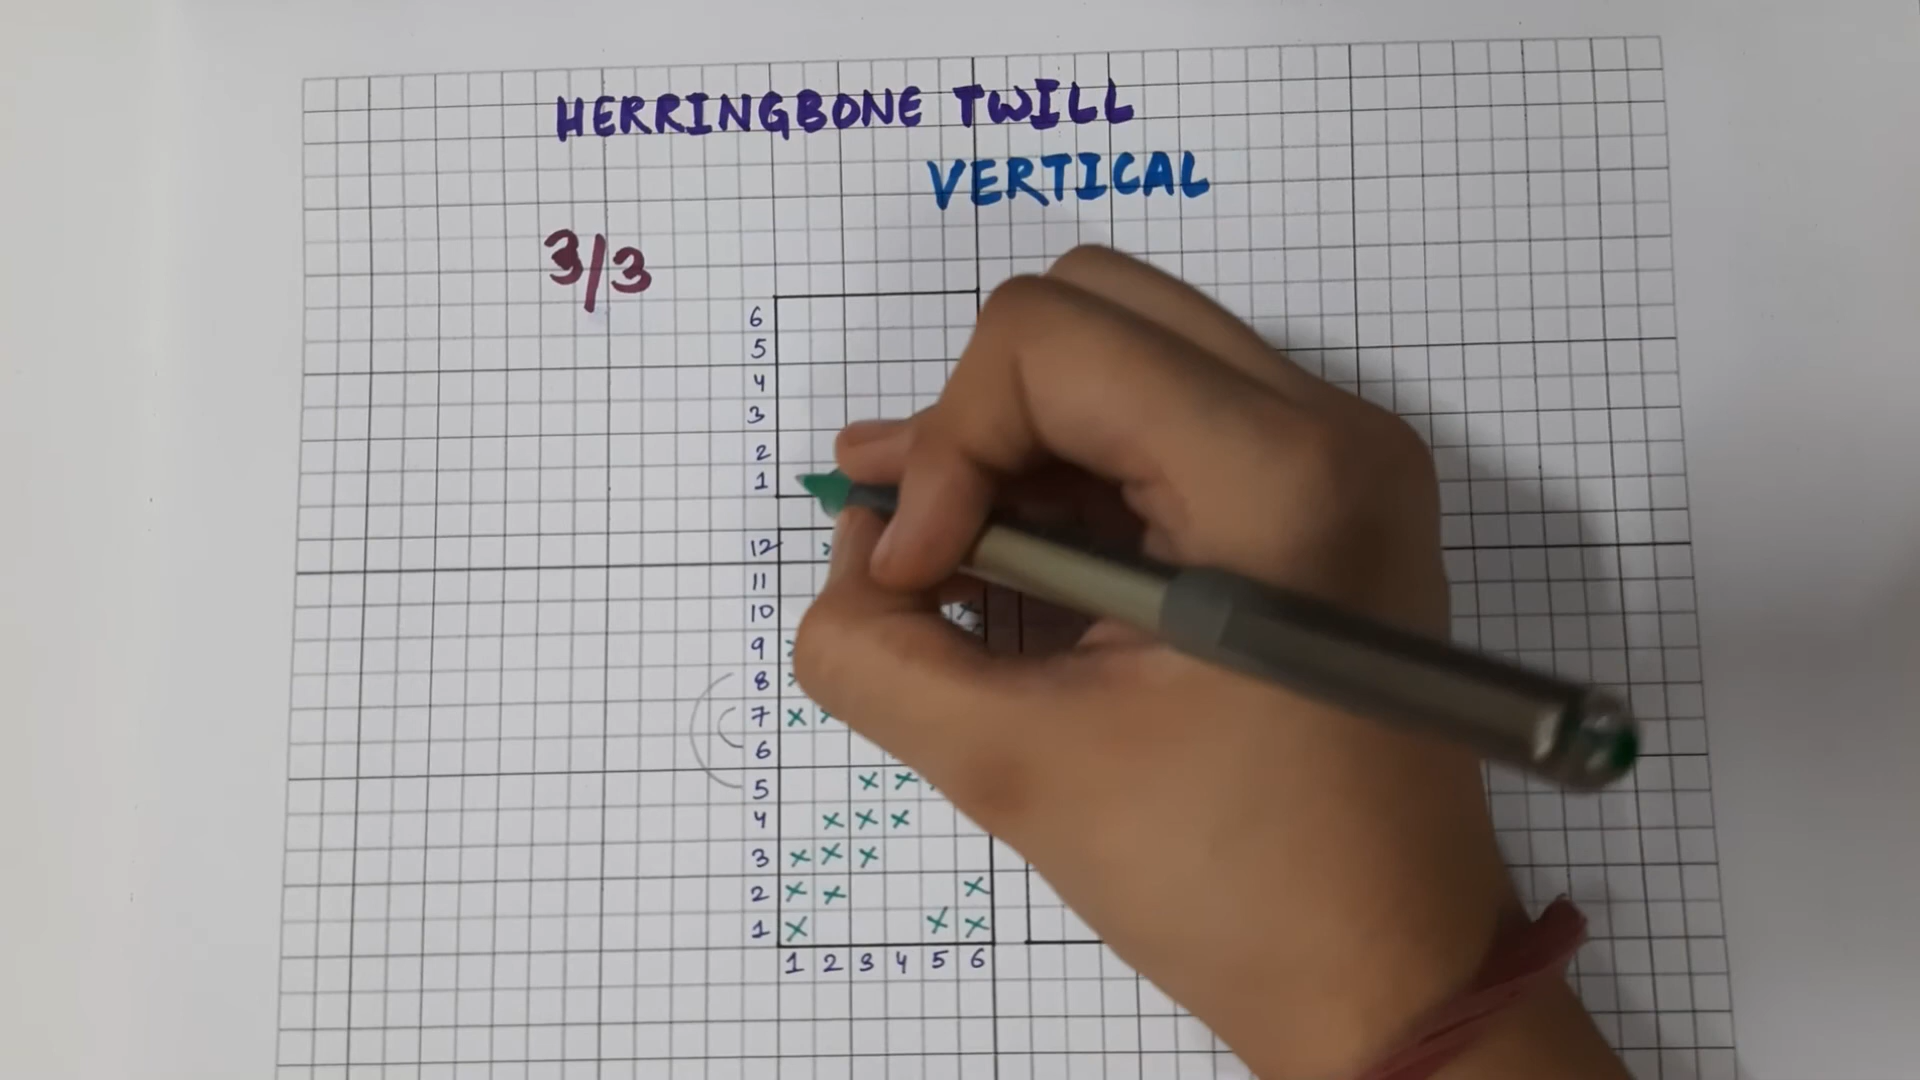 HERRINGBONE TWILL
VERTICAL
3/3
6
5
4
3
2
1
12
11
10 x
9
8
7 x
6
5 x x
4 x x x
3 x x x
2 x x x
1 x x x
1 2 3 4 5 6